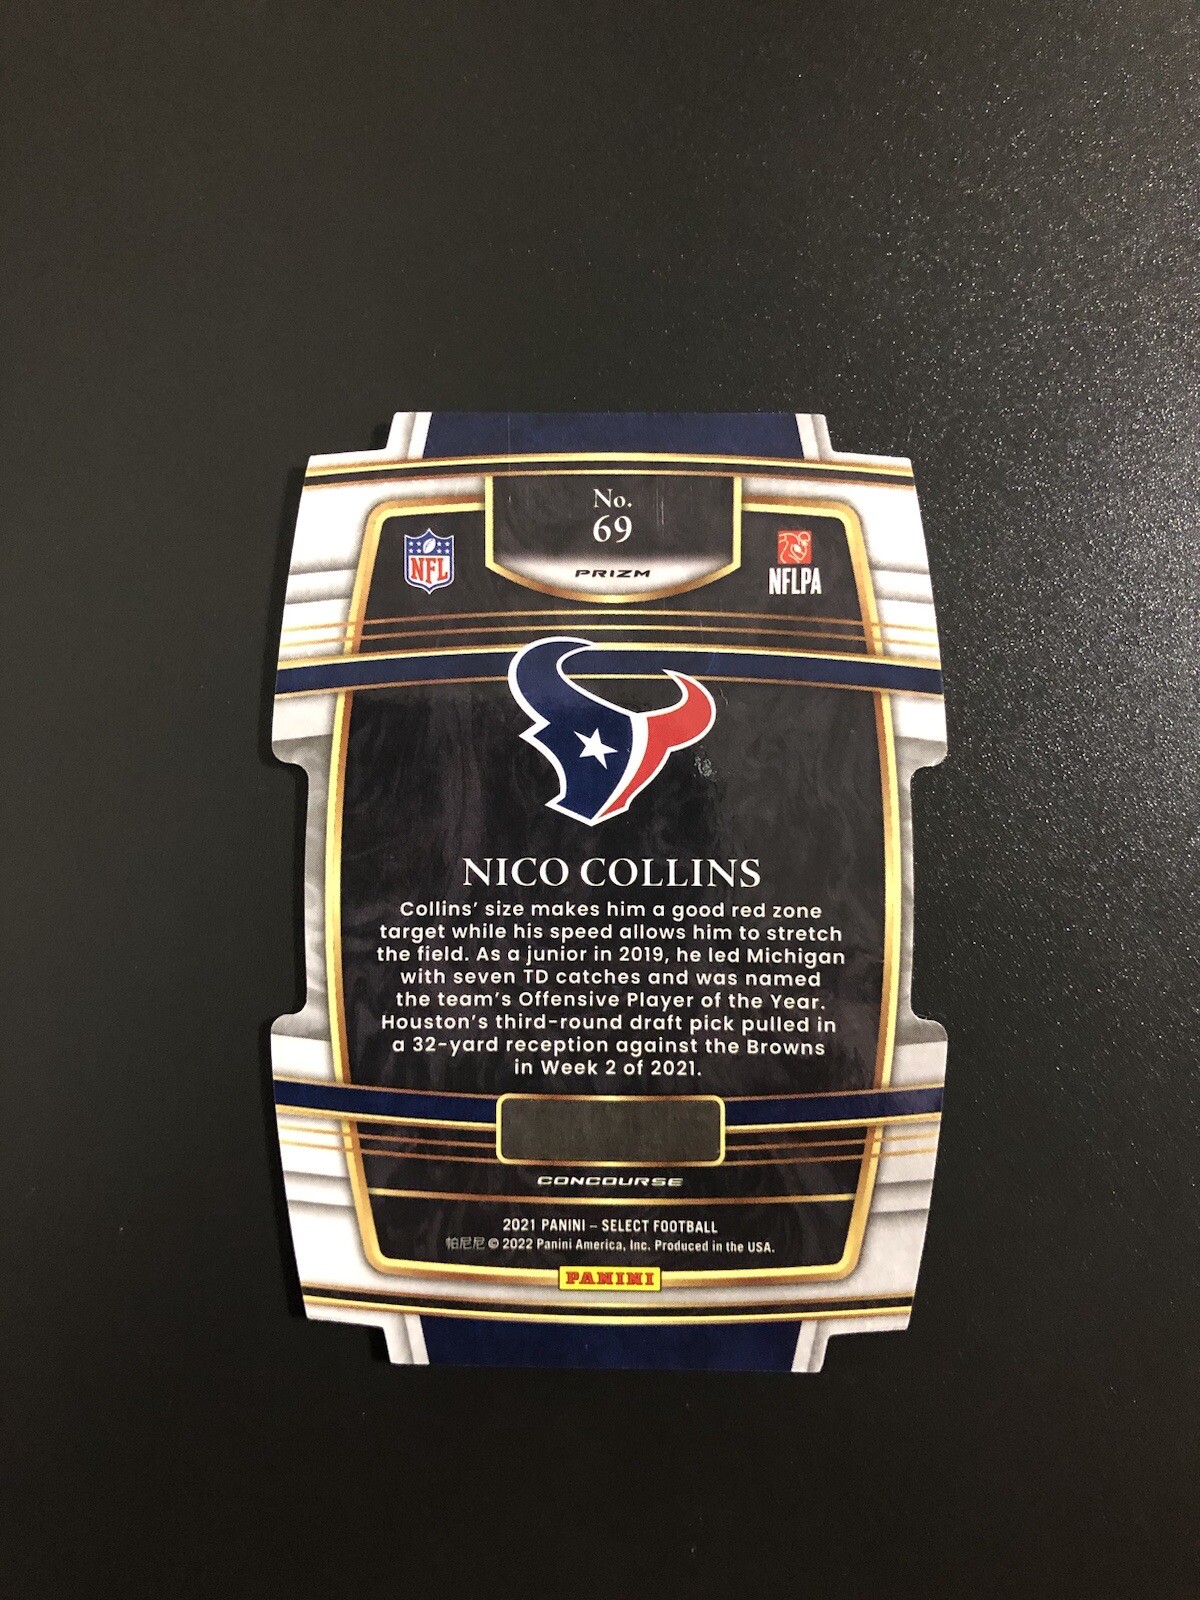 No.
69
PRIZM
NFL
NFLPA
NICO COLLINS
Collins’ size makes him a good red zone
target while his speed allows him to stretch
the field. As a junior in 2019, he led Michigan
with seven TD catches and was named
the team’s Offensive Player of the Year.
Houston’s third-round draft pick pulled in
a 32-yard reception against the Browns
in Week 2 of 2021.
CONCOURSE
2021 PANINI – SELECT FOOTBALL
帕尼尼 © 2022 Panini America, Inc. Produced in the USA.
PANINI